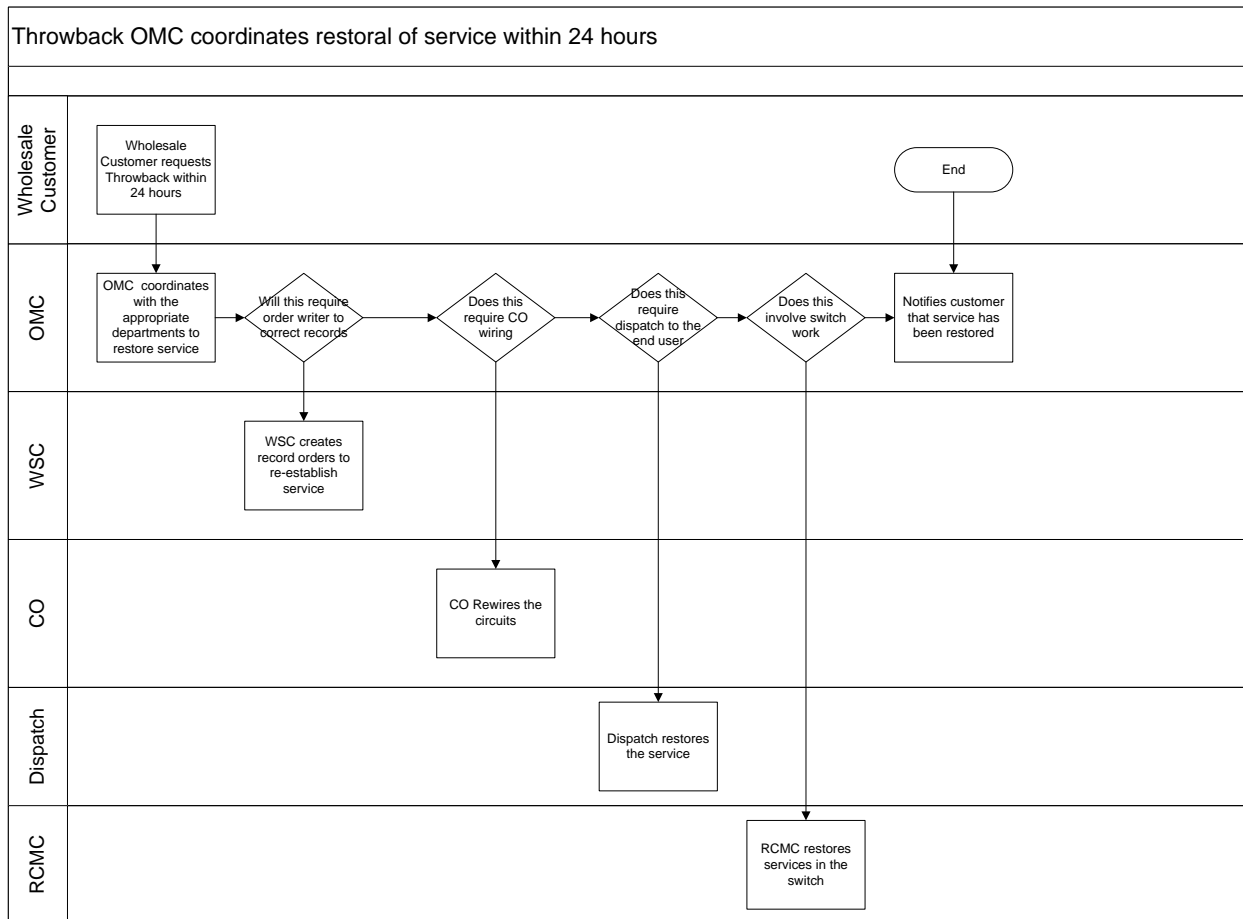 Throwback OMC coordinates restoral of service within 24 hours
Wholesale
Customer
Wholesale
Customer requests
Throwback within
24 hours
End
OMC
OMC coordinates
with the
appropriate
departments to
restore service
Will this require
order writer to
correct records
Does this
require CO
wiring
Does this
require
dispatch to the
end user
Does this
involve switch
work
Notifies customer
that service has
been restored
WSC
WSC creates
record orders to
re-establish
service
CO
CO Rewires the
circuits
Dispatch
Dispatch restores
the service
RCMC
RCMC restores
services in the
switch